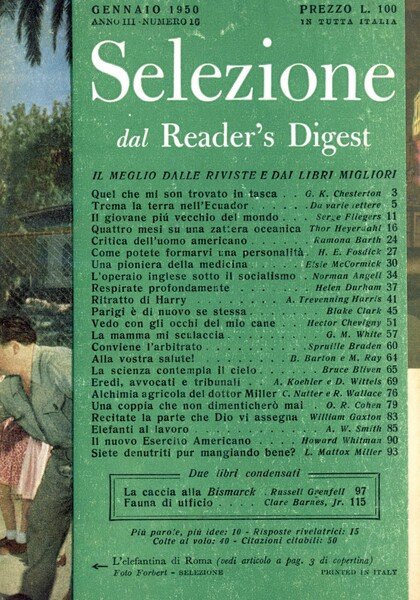 GENNAIO 1950 PREZZO L. 100
ANNO III - NUMERO 16 IN TUTTA ITALIA
Selezione
dal Reader's Digest
IL MEGLIO DALLE RIVISTE E DAI LIBRI MIGLIORI
Quel che mi son trovato in tasca . . G. K. Chesterton 3
Trema la terra nell'Ecuador . . . . Da varie lettere 5
Il giovane più vecchio del mondo . . . Serge Fliegers 11
Quattro mesi su una zattera oceanica Thor Heyerdahl 16
Critica dell'uomo americano . . . . Ramona Barth 24
Come potete formarvi una personalità. H. E. Fosdick 27
Una pioniera della medicina . . . Elsie McCormick 30
L'operaio inglese sotto il socialismo . Norman Angell 34
Respirate profondamente . . . . . Helen Durham 37
Ritratto di Harry . . . . . A. Trevenning Harris 41
Parigi è di nuovo se stessa . . . . . Blake Clark 45
Vedo con gli occhi del mio cane . . Hector Chevigny 51
La mamma mi sculaccia . . . . . . G. M. White 57
Conviene l'arbitrato . . . . . . . Spruille Braden 60
Alla vostra salute! . . . . . . B. Barton e M. Ray 64
La scienza contempla il cielo . . . . . Bruce Bliven 65
Eredi, avvocati e tribunali . A. Koehler e D. Wittels 69
Alchimia agricola del dottor Miller C. Nutter e R. Wallace 76
Una coppia che non dimenticherò mai . O. R. Cohen 79
Recitate la parte che Dio vi assegna William Gaxton 83
Elefanti al lavoro . . . . . . . . A. W. Smith 85
Il nuovo Esercito Americano . . . Howard Whitman 90
Siete denutriti pur mangiando bene? L. Mattox Miller 93
Due libri condensati
La caccia alla Bismarck . Russell Grenfell 97
Fauna di ufficio . . . . Clare Barnes, Jr. 115
Più parole, più idee: 10 - Risposte rivelatrici: 15
Colte al volo: 40 - Citazioni citabili: 50
← L'elefantina di Roma (vedi articolo a pag. 3 di copertina)
Foto Forbert - SELEZIONE PRINTED IN ITALY